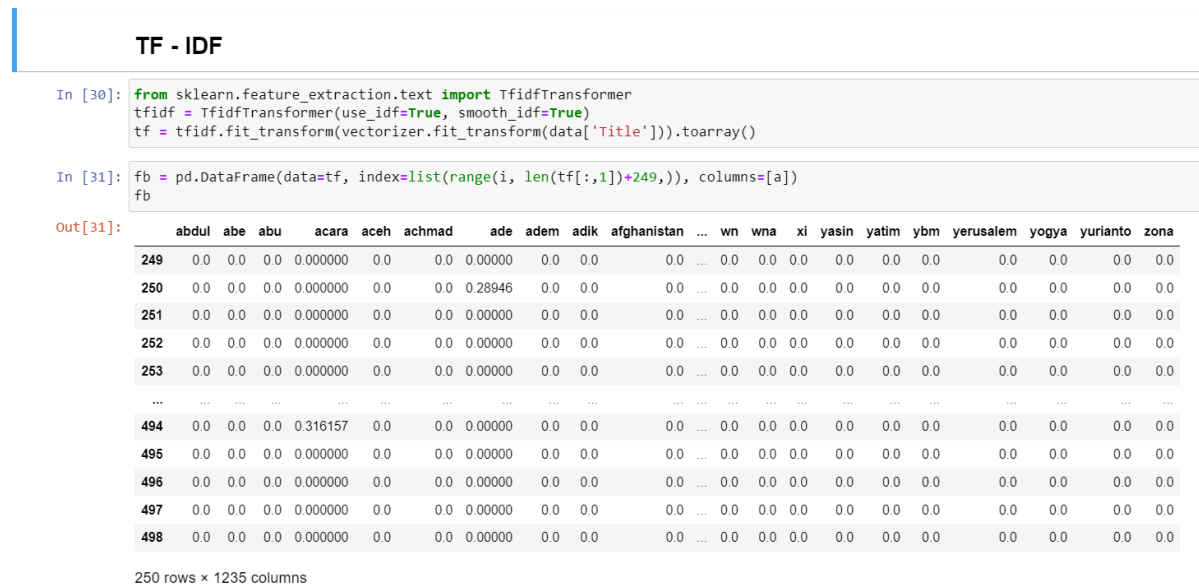 TF - IDF
In [30]: from sklearn.feature_extraction.text import TfidfTransformer
tfidf = TfidfTransformer(use_idf=True, smooth_idf=True)
tf = tfidf.fit_transform(vectorizer.fit_transform(data['Title'])).toarray()
In [31]: fb = pd.DataFrame(data=tf, index=list(range(i, len(tf[:,1])+249,)), columns=[a])
fb
Out[31]:
abdul abe abu acara aceh achmad ade adem adik afghanistan ... wn wna xi yasin yatim ybm yerusalem yogya yurianto zona
249 0.0 0.0 0.0 0.000000 0.0 0.0 0.00000 0.0 0.0 0.0 ... 0.0 0.0 0.0 0.0 0.0 0.0 0.0 0.0 0.0 0.0
250 0.0 0.0 0.0 0.000000 0.0 0.0 0.28946 0.0 0.0 0.0 ... 0.0 0.0 0.0 0.0 0.0 0.0 0.0 0.0 0.0 0.0
251 0.0 0.0 0.0 0.000000 0.0 0.0 0.00000 0.0 0.0 0.0 ... 0.0 0.0 0.0 0.0 0.0 0.0 0.0 0.0 0.0 0.0
252 0.0 0.0 0.0 0.000000 0.0 0.0 0.00000 0.0 0.0 0.0 ... 0.0 0.0 0.0 0.0 0.0 0.0 0.0 0.0 0.0 0.0
253 0.0 0.0 0.0 0.000000 0.0 0.0 0.00000 0.0 0.0 0.0 ... 0.0 0.0 0.0 0.0 0.0 0.0 0.0 0.0 0.0 0.0
... ... ... ... ... ... ... ... ... ... ... ... ... ... ... ... ... ... ... ... ... ...
494 0.0 0.0 0.0 0.316157 0.0 0.0 0.00000 0.0 0.0 0.0 ... 0.0 0.0 0.0 0.0 0.0 0.0 0.0 0.0 0.0 0.0
495 0.0 0.0 0.0 0.000000 0.0 0.0 0.00000 0.0 0.0 0.0 ... 0.0 0.0 0.0 0.0 0.0 0.0 0.0 0.0 0.0 0.0
496 0.0 0.0 0.0 0.000000 0.0 0.0 0.00000 0.0 0.0 0.0 ... 0.0 0.0 0.0 0.0 0.0 0.0 0.0 0.0 0.0 0.0
497 0.0 0.0 0.0 0.000000 0.0 0.0 0.00000 0.0 0.0 0.0 ... 0.0 0.0 0.0 0.0 0.0 0.0 0.0 0.0 0.0 0.0
498 0.0 0.0 0.0 0.000000 0.0 0.0 0.00000 0.0 0.0 0.0 ... 0.0 0.0 0.0 0.0 0.0 0.0 0.0 0.0 0.0 0.0
250 rows × 1235 columns